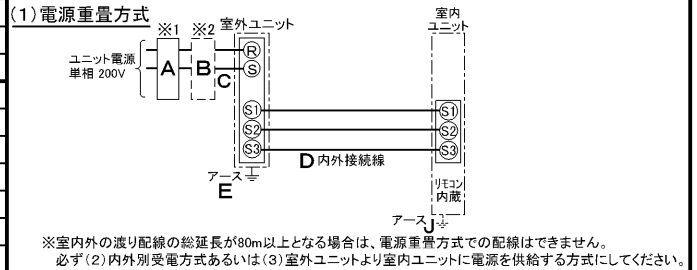 (1)電源重畳方式
※1 ※2 室外ユニット
室内
ユニット
ユニット電源
単相 200V
A B C
R
S
S1 S1
S2 S2
S3 S3
D 内外接続線
アース
E
リモコン
内蔵
アース J
※室内外の渡り配線の総延長が80m以上となる場合は、電源重畳方式での配線はできません。
必ず(2)内外別受電方式あるいは(3)室外ユニットより室内ユニットに電源を供給する方式にしてください。